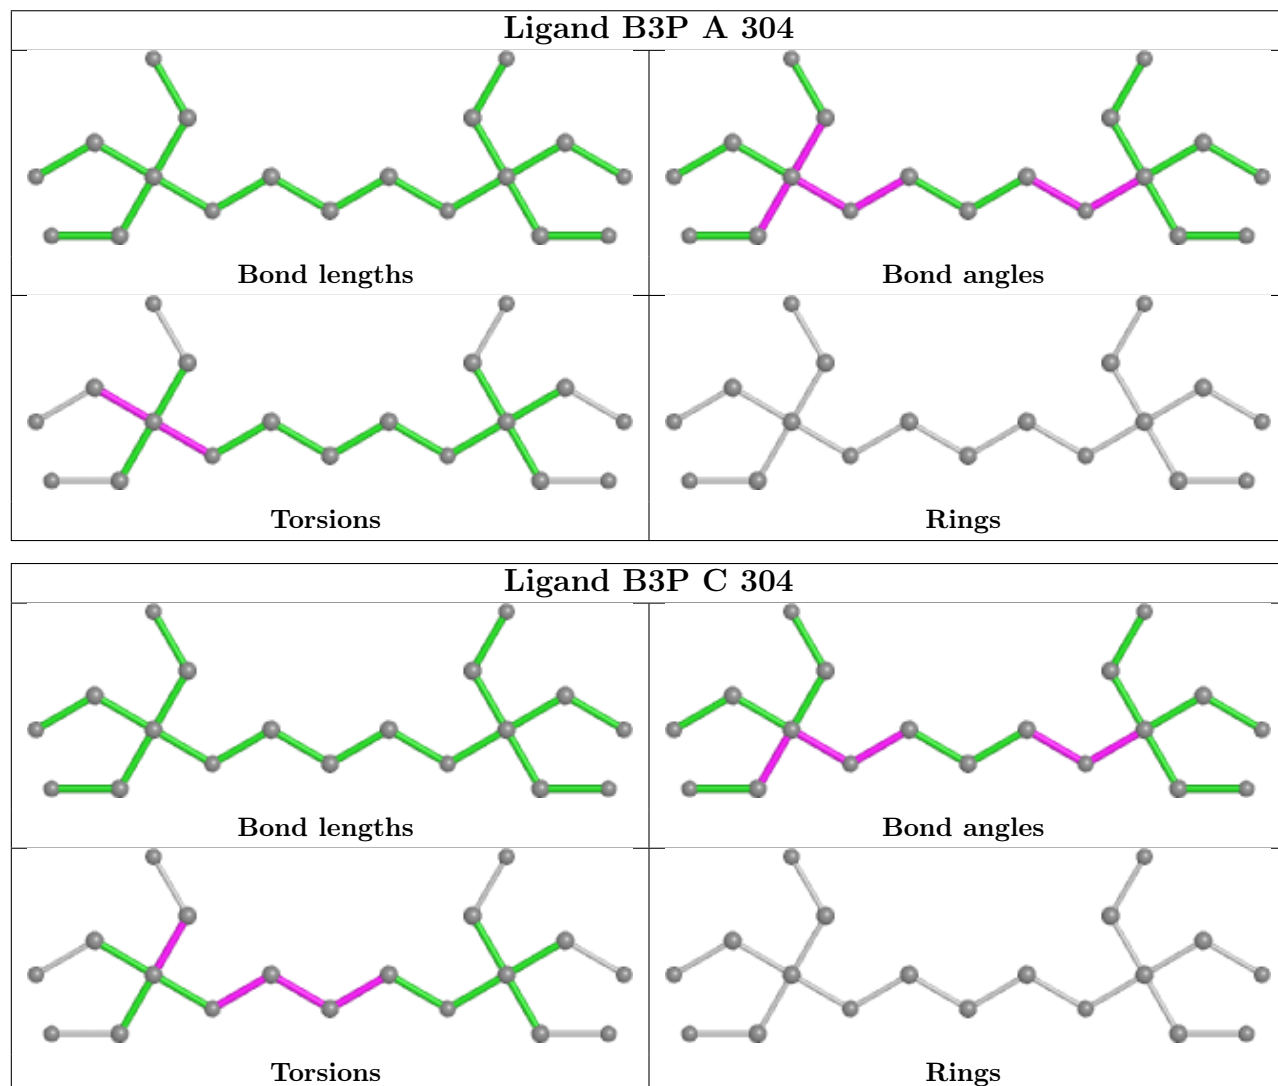 Ligand B3P A 304
Bond lengths
Bond angles
Torsions
Rings
Ligand B3P C 304
Bond lengths
Bond angles
Torsions
Rings